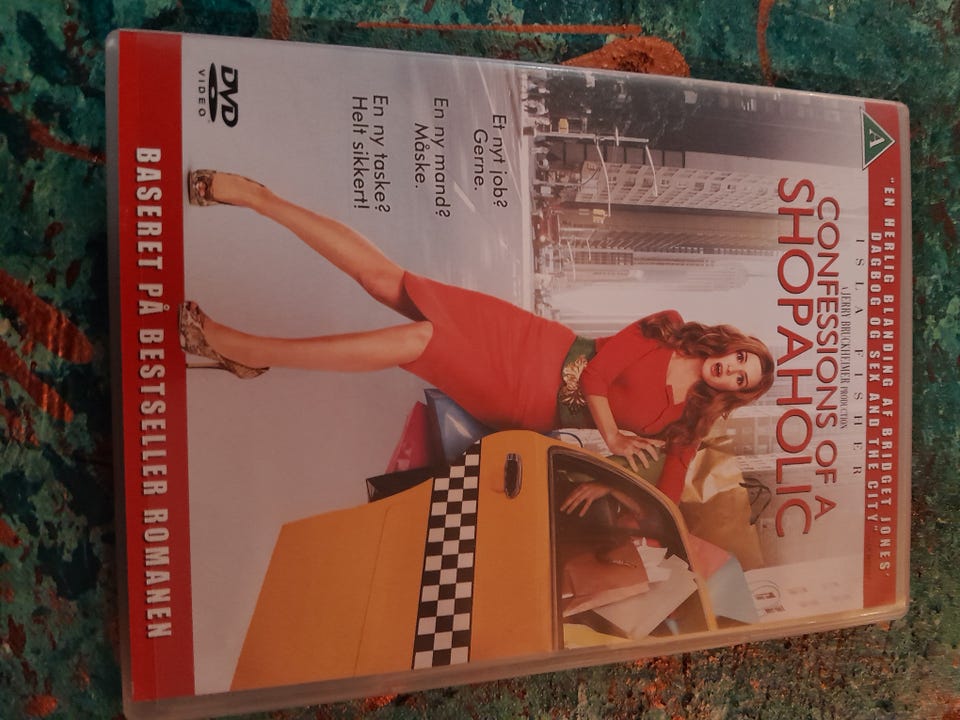 "EN HERLIG BLANDING AF BRIDGET JONES'
DAGBOG OG SEX AND THE CITY"
A
ISLA FISHER
A JERRY BRUCKHEIMER PRODUCTION
CONFESSIONS OF A
SHOPAHOLIC
Et nyt job?
Gerne.
En ny mand?
Måske.
En ny taske?
Helt sikkert!
DVD
VIDEO
BASERET PÅ BESTSELLER ROMANEN